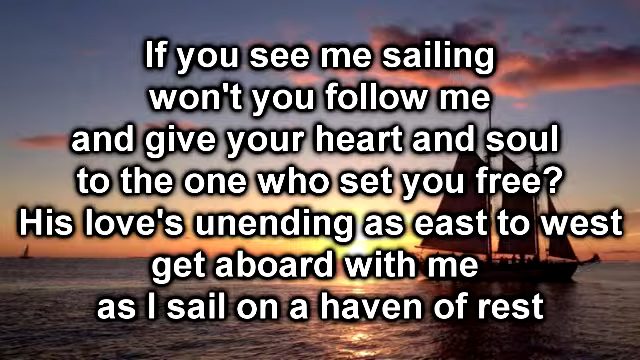 If you see me sailing
won't you follow me
and give your heart and soul
to the one who set you free?
His love's unending as east to west
get aboard with me
as I sail on a haven of rest